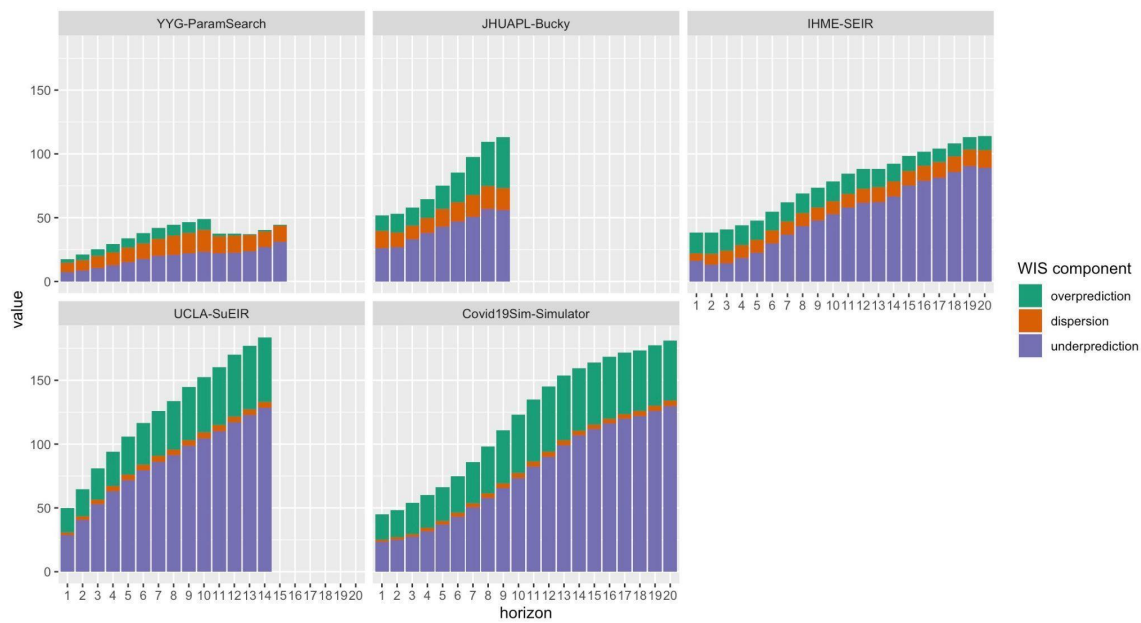 YYG-ParamSearch
JHUAPL-Bucky
IHME-SEIR
150
100
50
0
1 2 3 4 5 6 7 8 9 10 11 12 13 14 15 16 17 18 19 20
UCLA-SuEIR
Covid19Sim-Simulator
150
100
50
0
1 2 3 4 5 6 7 8 9 10 11 12 13 14 15 16 17 18 19 20
1 2 3 4 5 6 7 8 9 10 11 12 13 14 15 16 17 18 19 20
value
horizon
WIS component
overprediction
dispersion
underprediction